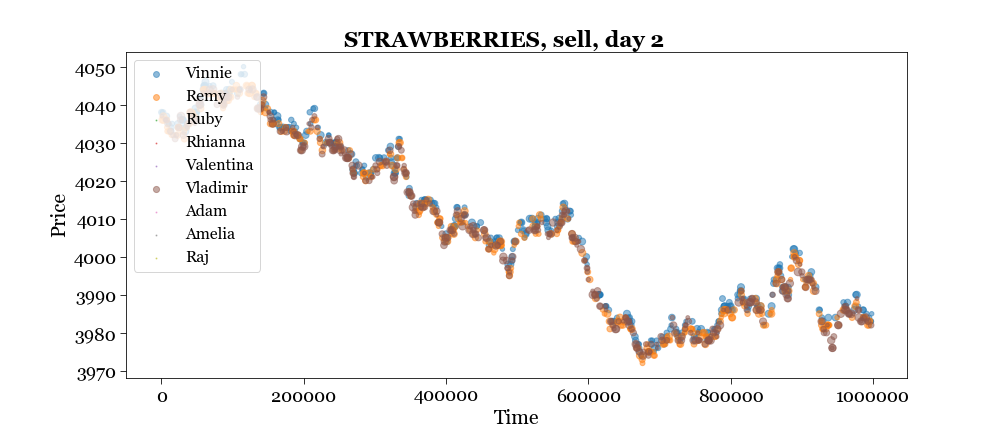 STRAWBERRIES, sell, day 2
Price
4050
4040
4030
4020
4010
4000
3990
3980
3970
Vinnie
Remy
Ruby
Rhianna
Valentina
Vladimir
Adam
Amelia
Raj
0 200000 400000 600000 800000 1000000
Time